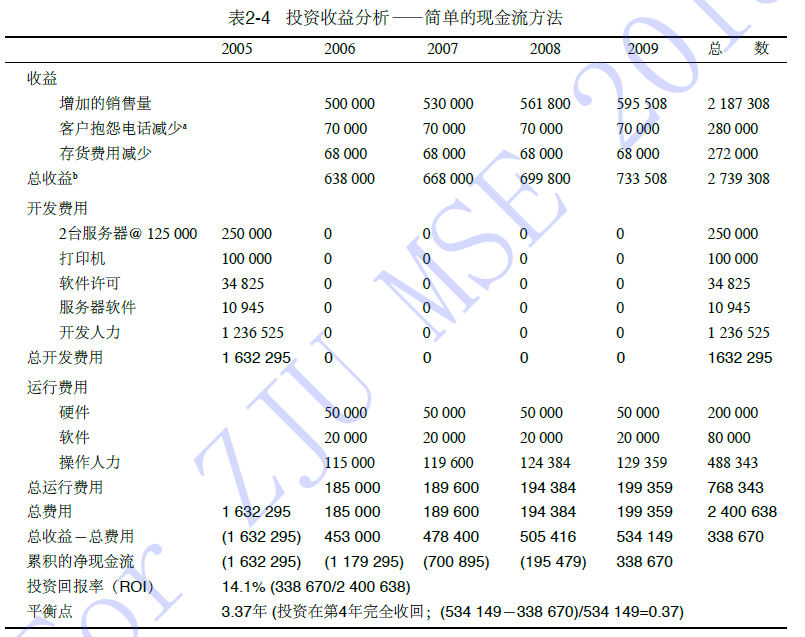 表2-4 投资收益分析——简单的现金流方法
2005 2006 2007 2008 2009 总 数
收益
增加的销售量 500 000 530 000 561 800 595 508 2 187 308
客户抱怨电话减少a 70 000 70 000 70 000 70 000 280 000
存货费用减少 68 000 68 000 68 000 68 000 272 000
总收益b 638 000 668 000 699 800 733 508 2 739 308
开发费用
2台服务器@ 125 000 250 000 0 0 0 0 250 000
打印机 100 000 0 0 0 0 100 000
软件许可 34 825 0 0 0 0 34 825
服务器软件 10 945 0 0 0 0 10 945
开发人力 1 236 525 0 0 0 0 1 236 525
总开发费用 1 632 295 0 0 0 0 1632 295
运行费用
硬件 50 000 50 000 50 000 50 000 200 000
软件 20 000 20 000 20 000 20 000 80 000
操作人力 115 000 119 600 124 384 129 359 488 343
总运行费用 185 000 189 600 194 384 199 359 768 343
总费用 1 632 295 185 000 189 600 194 384 199 359 2 400 638
总收益－总费用 (1 632 295) 453 000 478 400 505 416 534 149 338 670
累积的净现金流 (1 632 295) (1 179 295) (700 895) (195 479) 338 670
投资回报率（ROI） 14.1% (338 670/2 400 638)
平衡点 3.37年 (投资在第4年完全收回；(534 149－338 670)/534 149=0.37)
For ZJU MSE 201